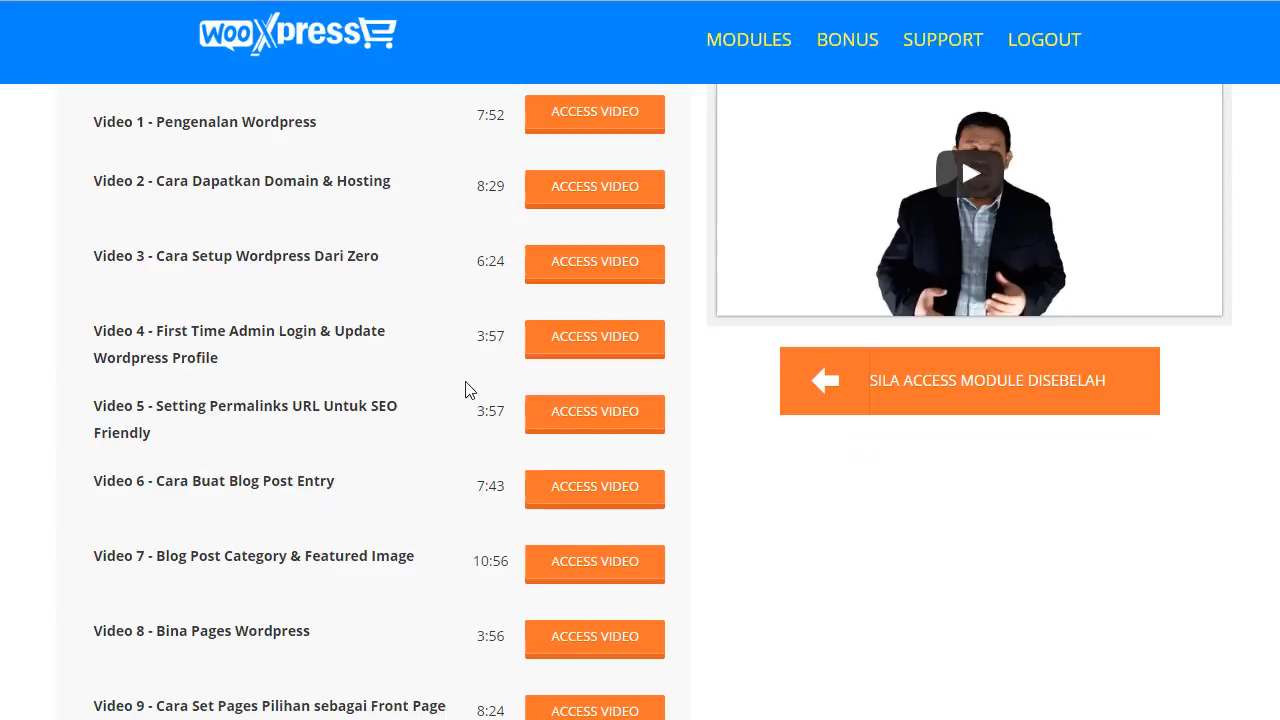 WOOXpress
MODULES BONUS SUPPORT LOGOUT
Video 1 - Pengenalan Wordpress 7:52 ACCESS VIDEO
Video 2 - Cara Dapatkan Domain & Hosting 8:29 ACCESS VIDEO
Video 3 - Cara Setup Wordpress Dari Zero 6:24 ACCESS VIDEO
Video 4 - First Time Admin Login & Update 3:57 ACCESS VIDEO
Wordpress Profile
Video 5 - Setting Permalinks URL Untuk SEO 3:57 ACCESS VIDEO
Friendly
Video 6 - Cara Buat Blog Post Entry 7:43 ACCESS VIDEO
Video 7 - Blog Post Category & Featured Image 10:56 ACCESS VIDEO
Video 8 - Bina Pages Wordpress 3:56 ACCESS VIDEO
Video 9 - Cara Set Pages Pilihan sebagai Front Page 8:24 ACCESS VIDEO
SILA ACCESS MODULE DISEBELAH